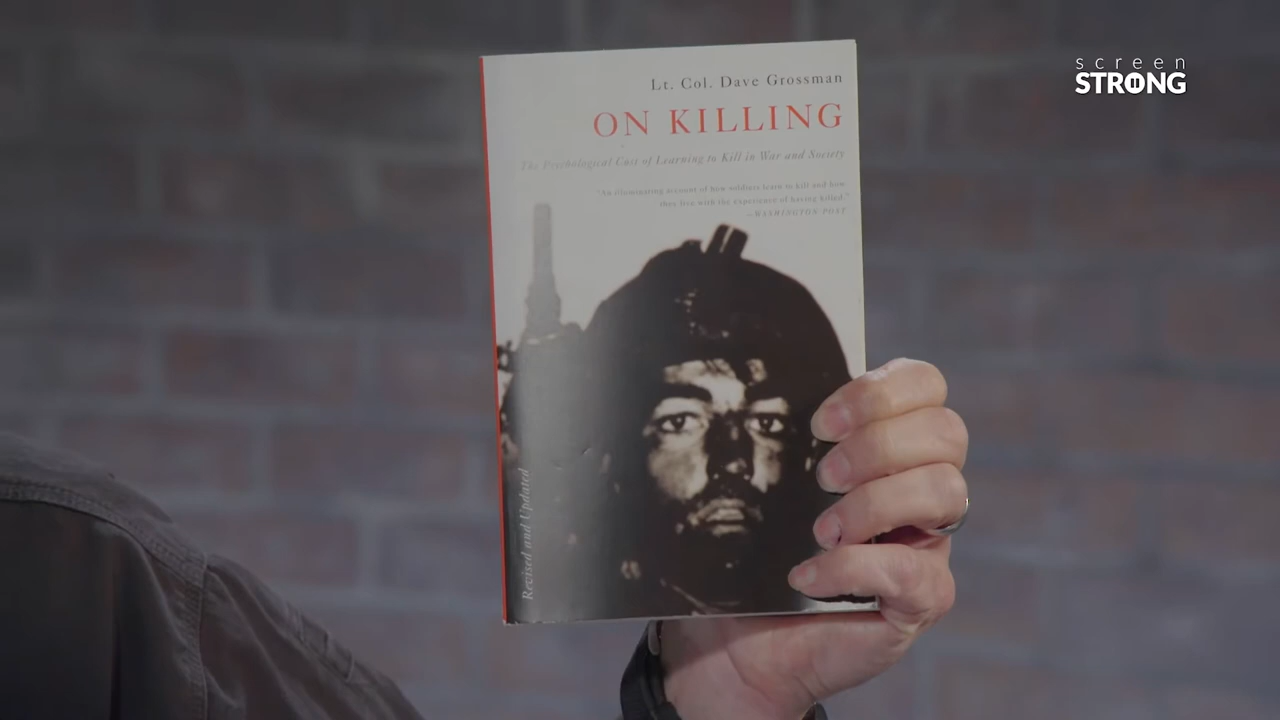 screen
STRONG
Lt. Col. Dave Grossman
ON KILLING
The Psychological Cost of Learning to Kill in War and Society
"An illuminating account of how soldiers learn to kill and how
they live with the experience of having killed."
—WASHINGTON POST
Revised and Updated